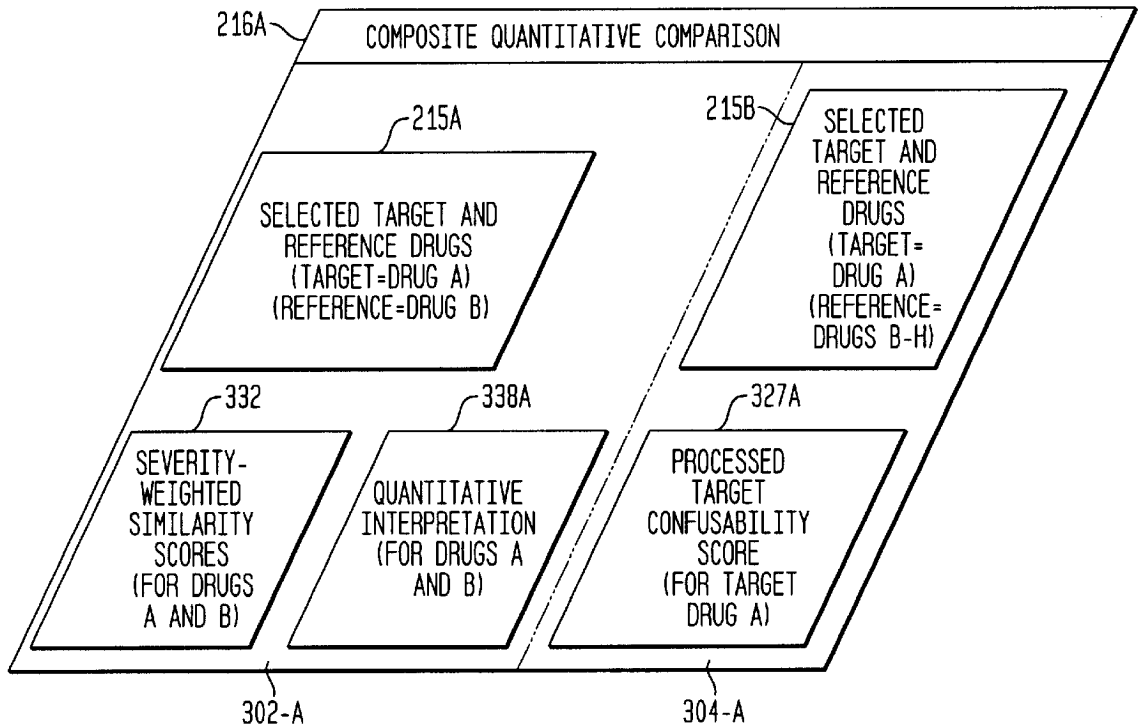 216A
COMPOSITE QUANTITATIVE COMPARISON
215A
SELECTED TARGET AND
REFERENCE DRUGS
(TARGET=DRUG A)
(REFERENCE=DRUG B)
215B
SELECTED
TARGET AND
REFERENCE
DRUGS
(TARGET=
DRUG A)
(REFERENCE=
DRUGS B-H)
332
SEVERITY-
WEIGHTED
SIMILARITY
SCORES
(FOR DRUGS
A AND B)
338A
QUANTITATIVE
INTERPRETATION
(FOR DRUGS A
AND B)
327A
PROCESSED
TARGET
CONFUSABILITY
SCORE
(FOR TARGET
DRUG A)
302-A
304-A